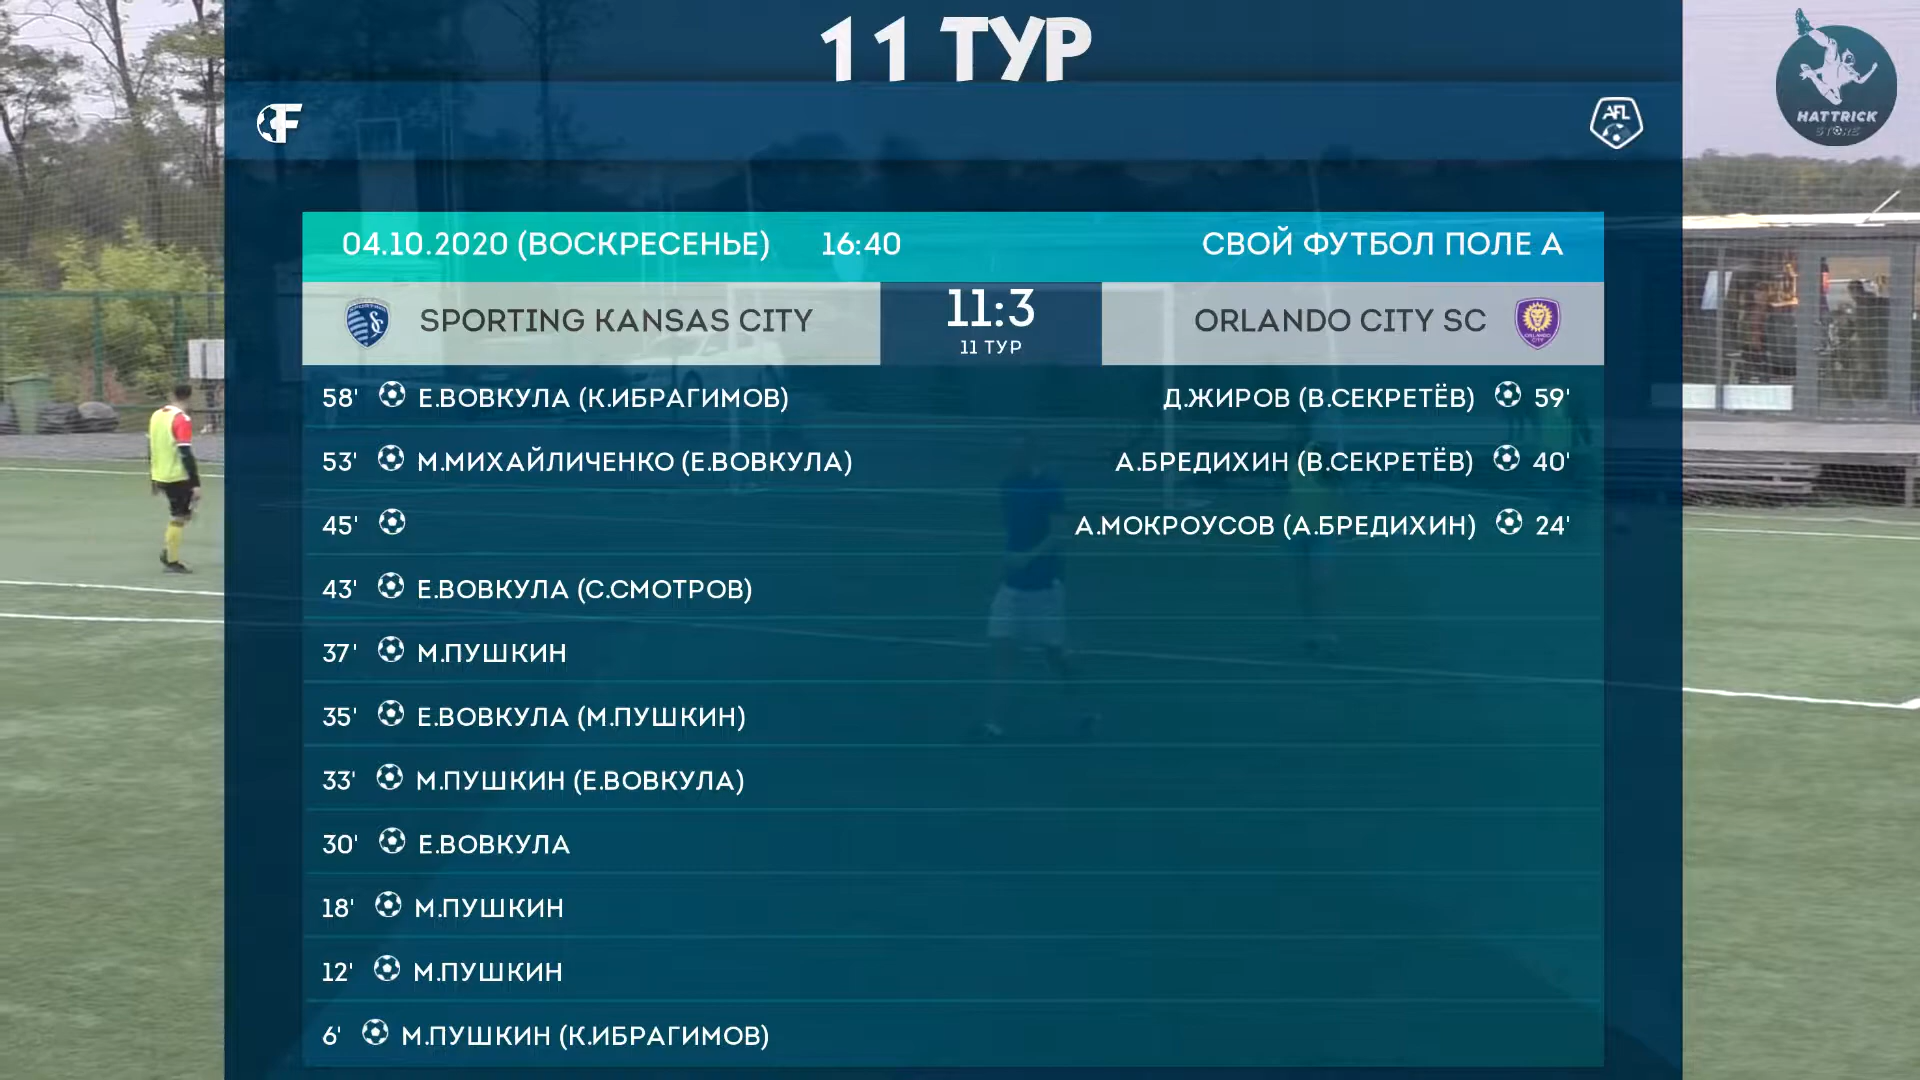 11 ТУР
F
AFL
HATTRICK
STORE
04.10.2020 (ВОСКРЕСЕНЬЕ) 16:40 СВОЙ ФУТБОЛ ПОЛЕ А
SPORTING KANSAS CITY 11:3 ORLANDO CITY SC
11 ТУР
58' Е.ВОВКУЛА (К.ИБРАГИМОВ) Д.ЖИРОВ (В.СЕКРЕТЁВ) 59'
53' М.МИХАЙЛИЧЕНКО (Е.ВОВКУЛА) А.БРЕДИХИН (В.СЕКРЕТЁВ) 40'
45' А.МОКРОУСОВ (А.БРЕДИХИН) 24'
43' Е.ВОВКУЛА (С.СМОТРОВ)
37' М.ПУШКИН
35' Е.ВОВКУЛА (М.ПУШКИН)
33' М.ПУШКИН (Е.ВОВКУЛА)
30' Е.ВОВКУЛА
18' М.ПУШКИН
12' М.ПУШКИН
6' М.ПУШКИН (К.ИБРАГИМОВ)